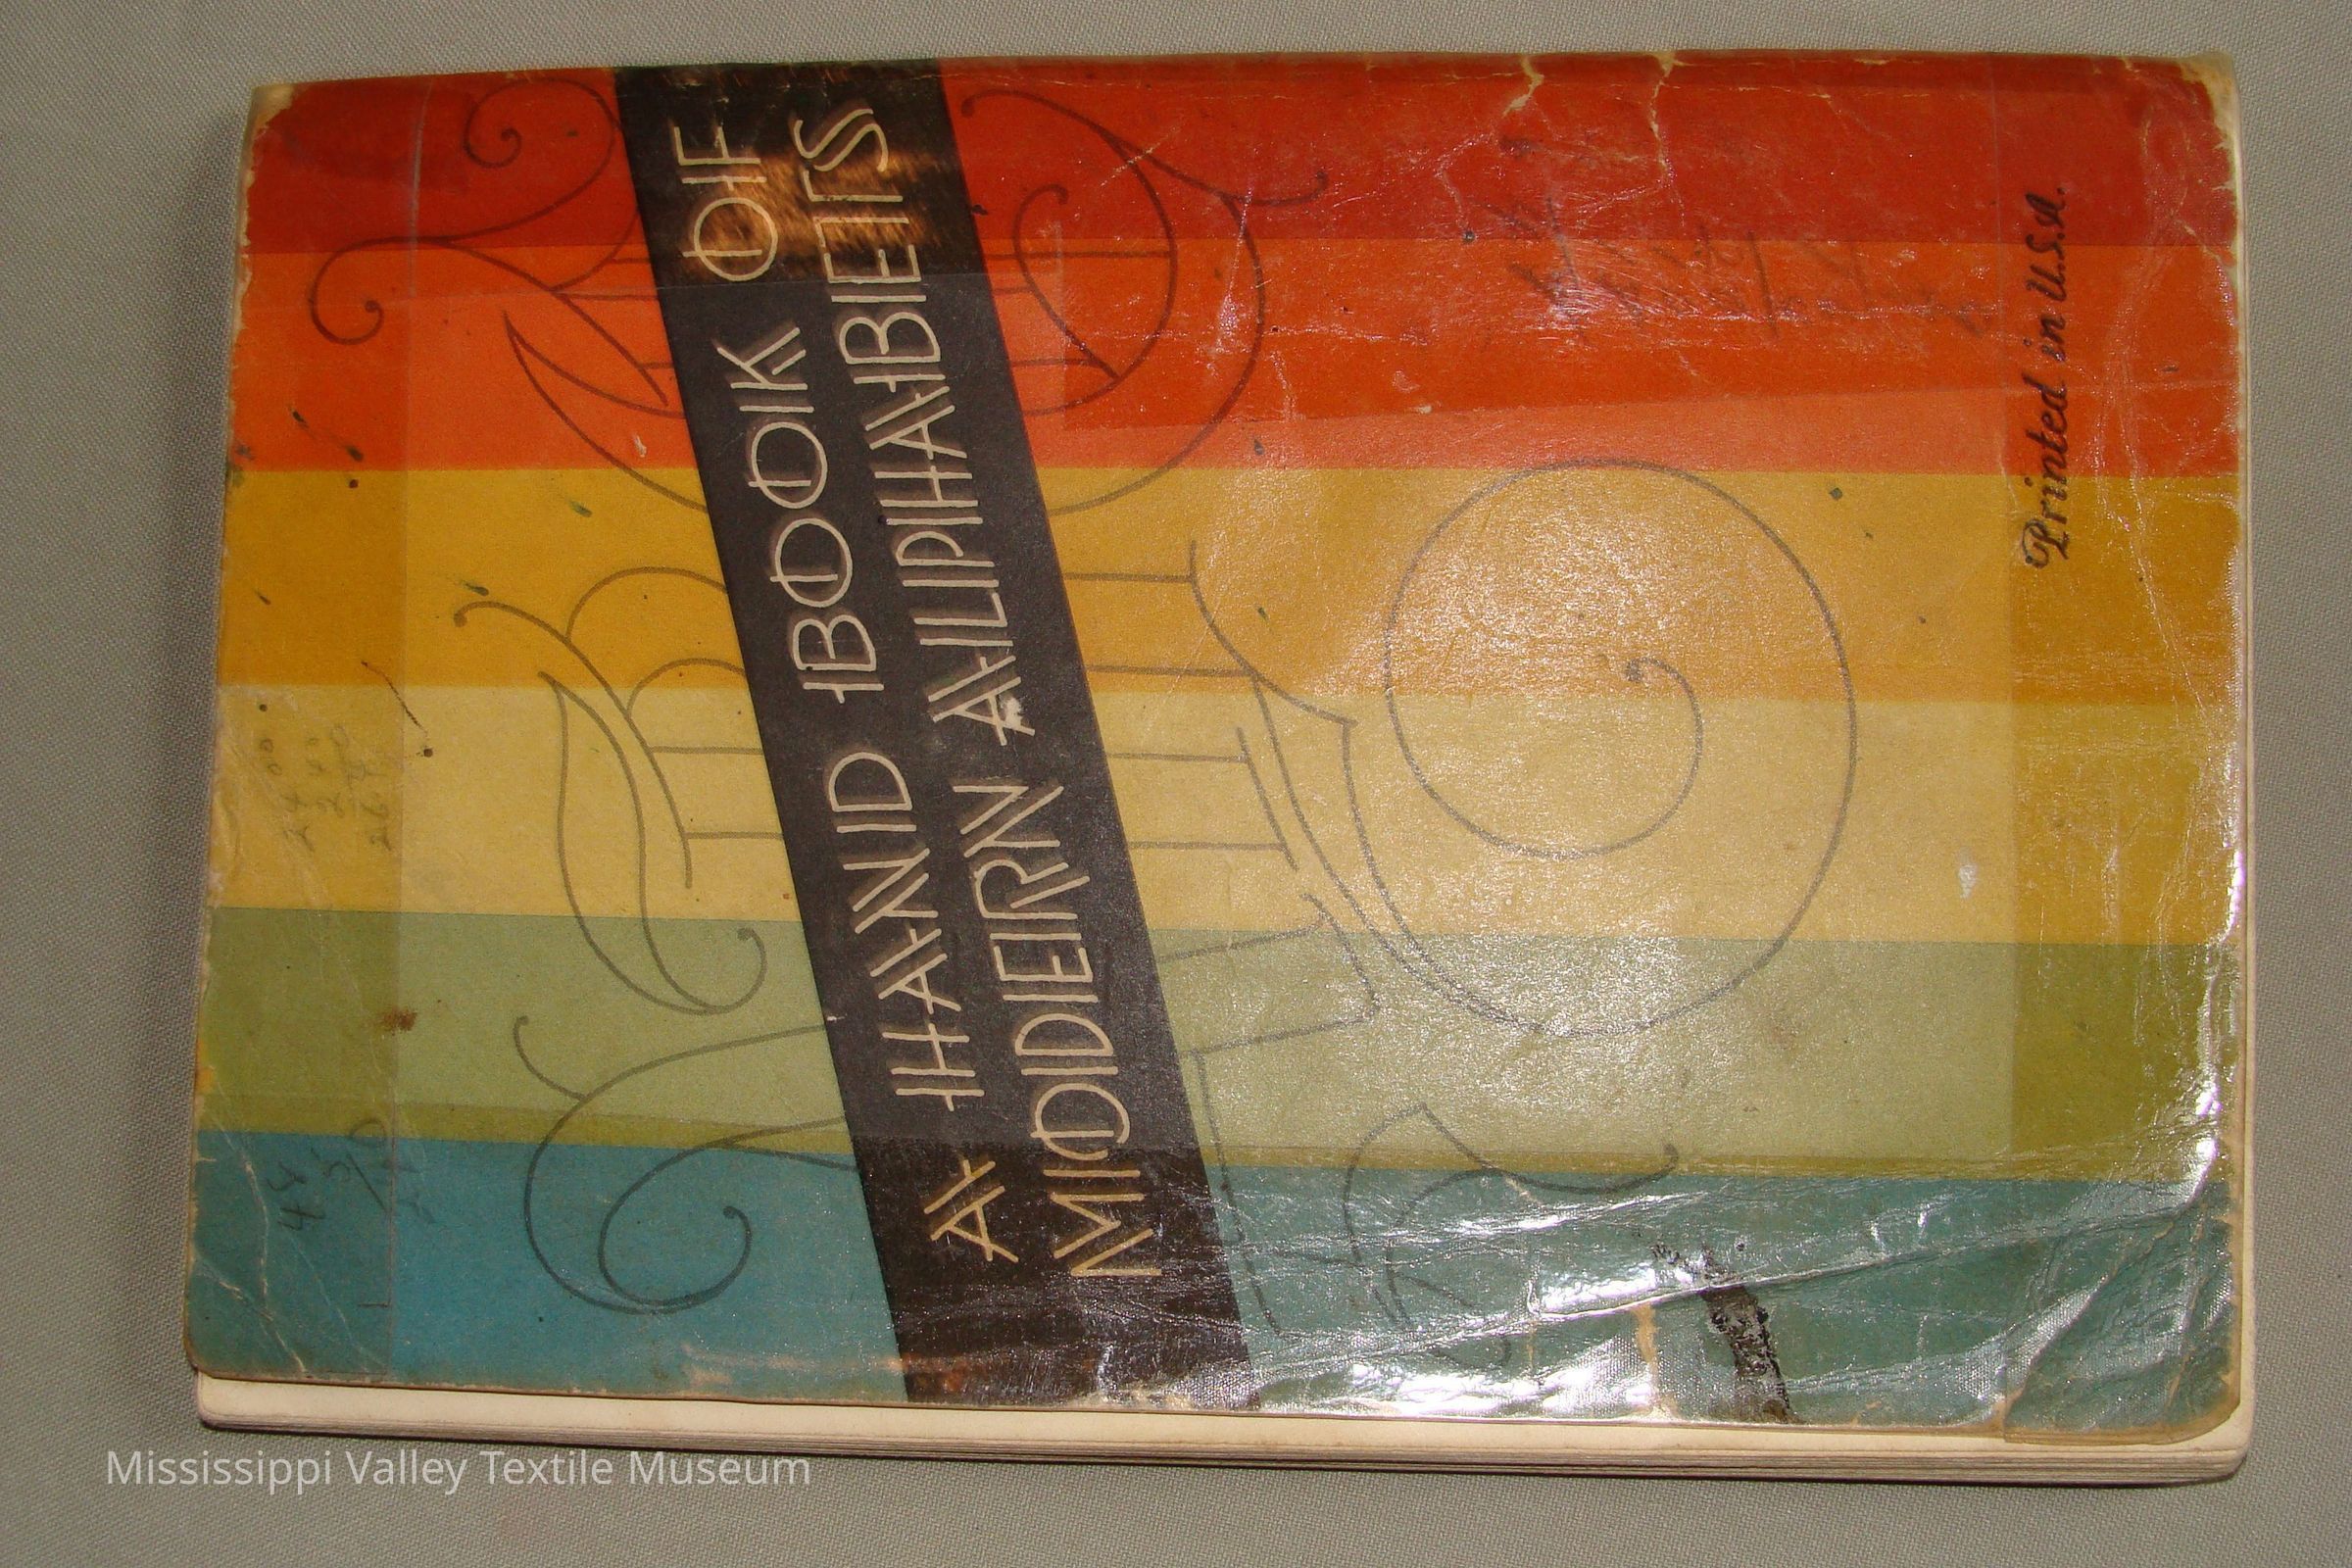 A HAND BOOK OF
MODERN ALPHABETS
Printed in U.S.A.
Mississippi Valley Textile Museum